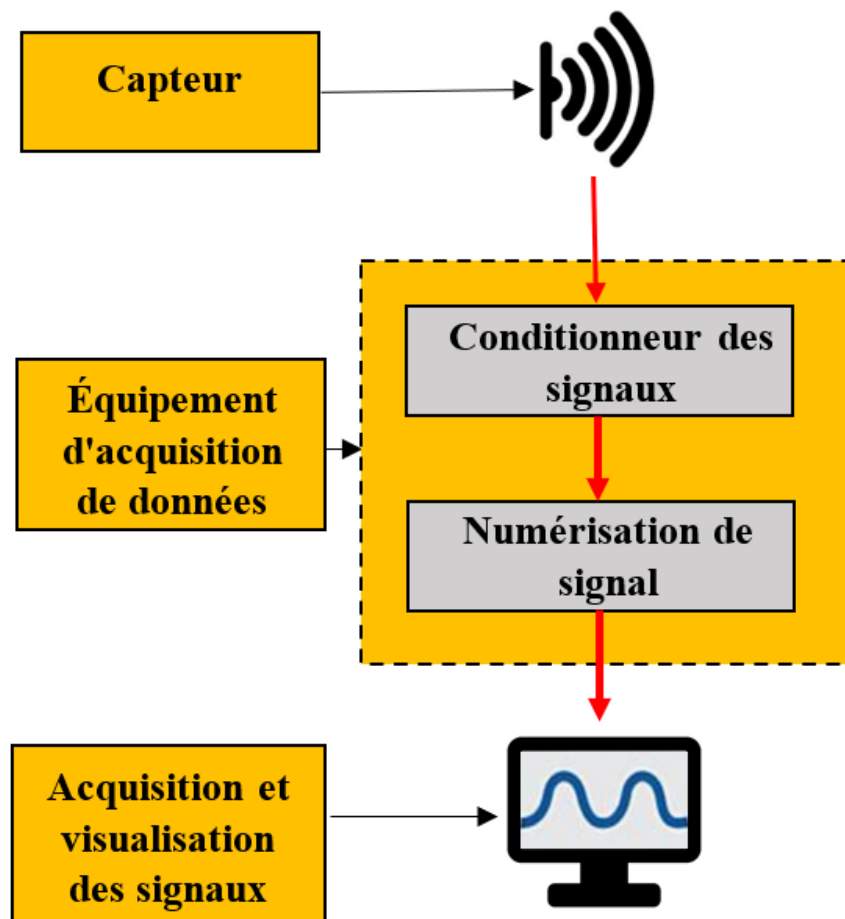 Capteur
Conditionneur des
signaux
Équipement
d'acquisition
de données
Numérisation de
signal
Acquisition et
visualisation
des signaux